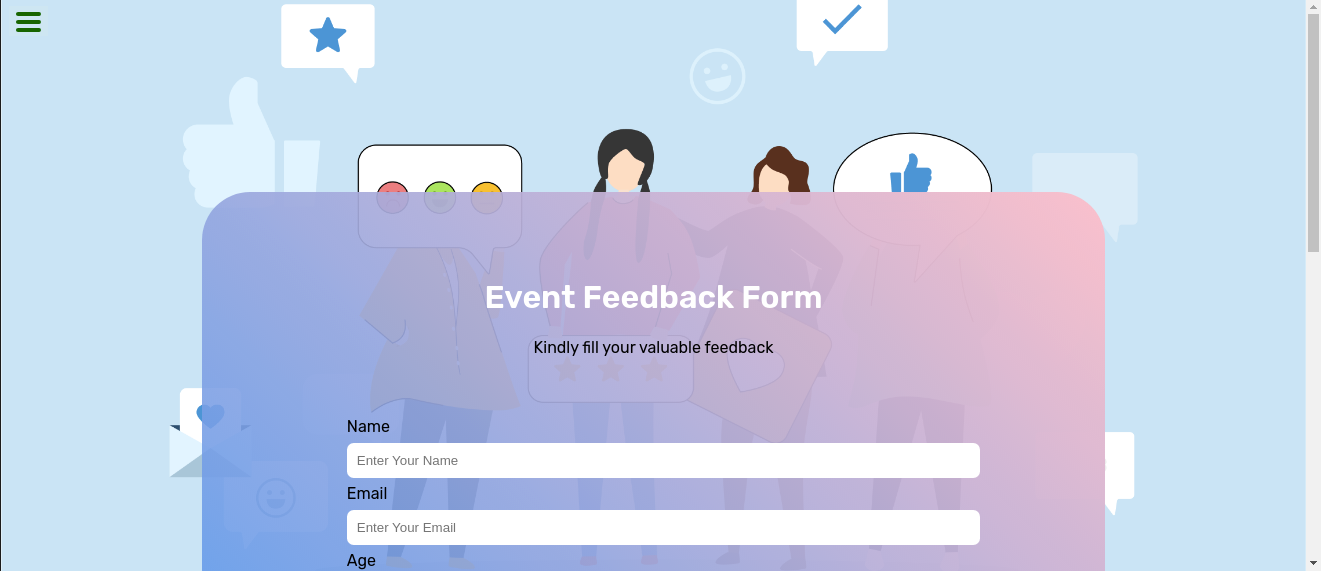 Event Feedback Form
Kindly fill your valuable feedback
Name
Enter Your Name
Email
Enter Your Email
Age